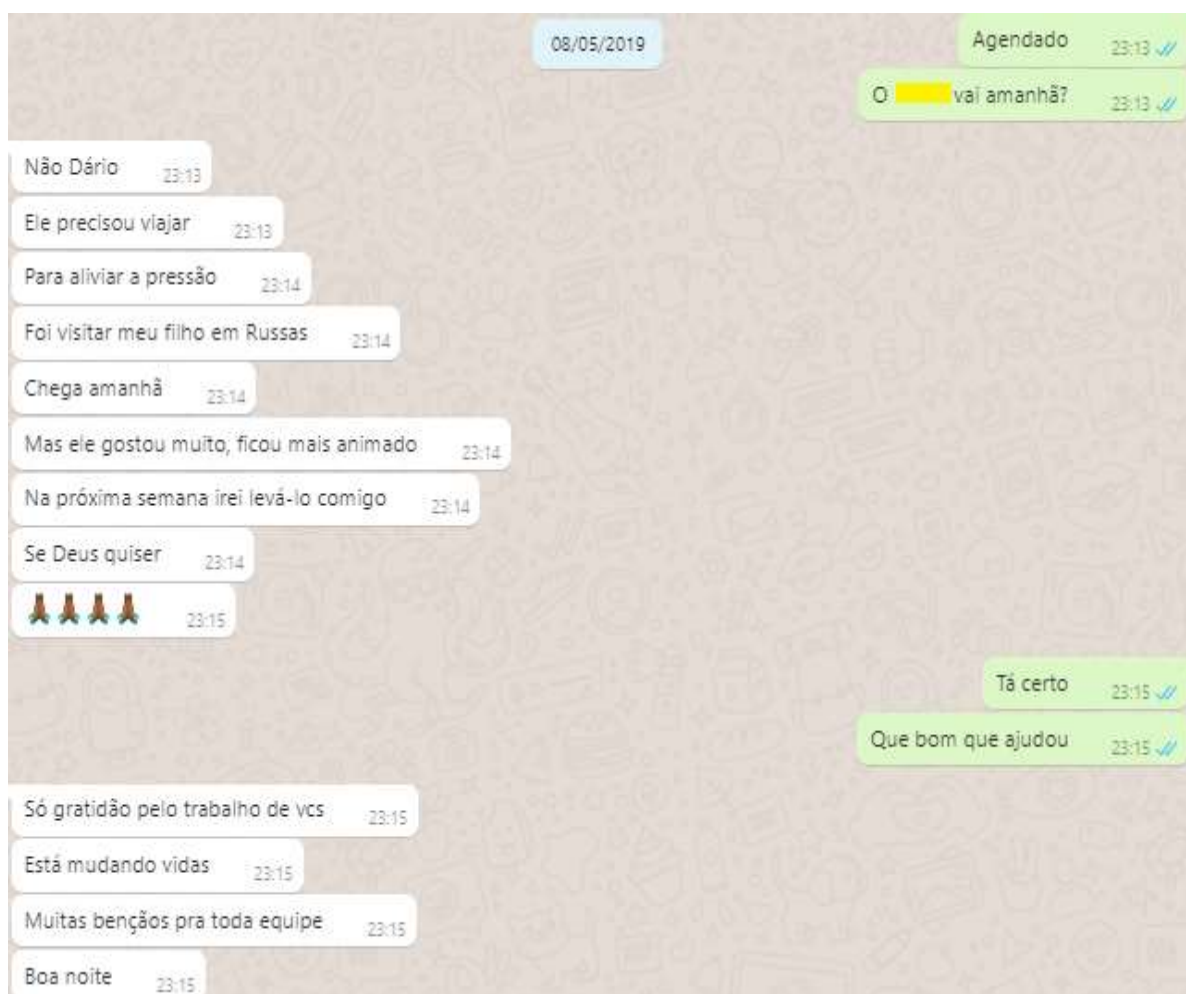 08/05/2019
Agendado 23:13
O vai amanhã? 23:13
Não Dário 23:13
Ele precisou viajar 23:13
Para aliviar a pressão 23:14
Foi visitar meu filho em Russas 23:14
Chega amanhã 23:14
Mas ele gostou muito, ficou mais animado 23:14
Na próxima semana irei levá-lo comigo 23:14
Se Deus quiser 23:14
🙏🏾🙏🏾🙏🏾🙏🏾 23:15
Tá certo 23:15
Que bom que ajudou 23:15
Só gratidão pelo trabalho de vcs 23:15
Está mudando vidas 23:15
Muitas bençãos pra toda equipe 23:15
Boa noite 23:15